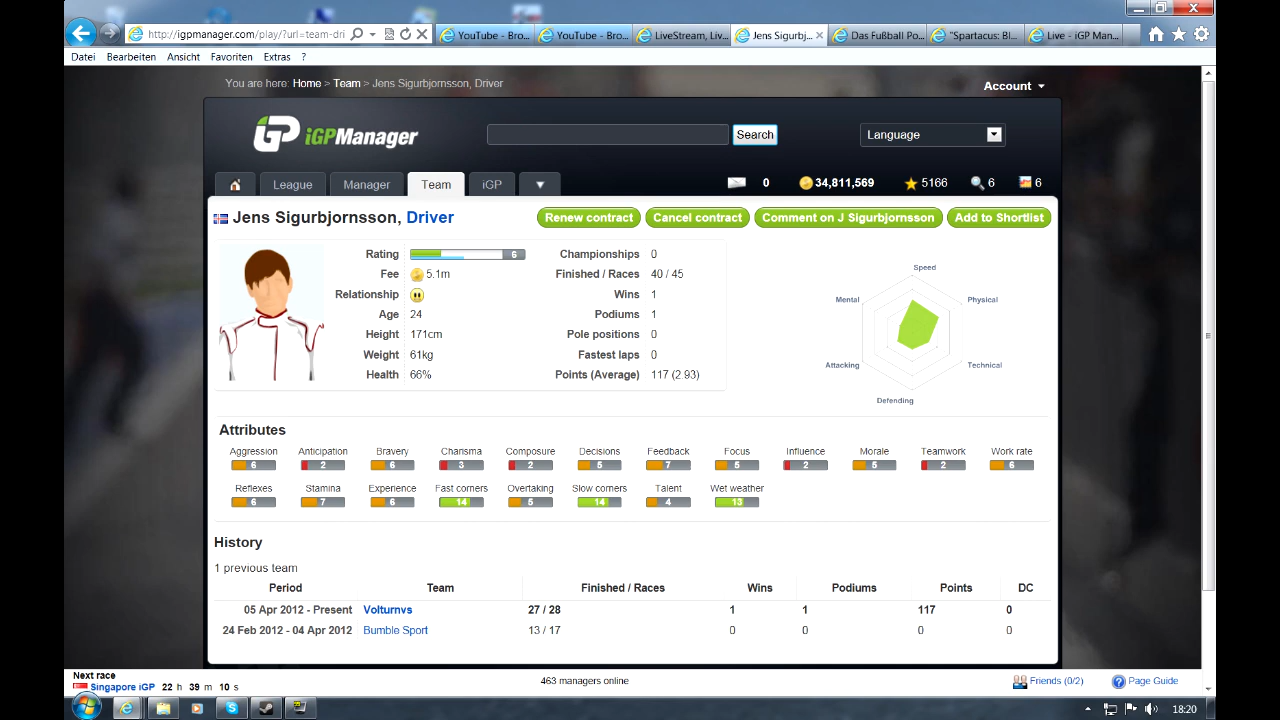 http://igpmanager.com/play/?url=team-dri
YouTube - Bro... YouTube - Bro... LiveStream, Liv... Jens Sigurbj... Das Fußball Po... "Spartacus: Bl... Live - iGP Man...
Datei Bearbeiten Ansicht Favoriten Extras ?
You are here: Home > Team > Jens Sigurbjornsson, Driver
Account
iGP iGPManager
Search
Language
League Manager Team iGP
0 34,811,569 5166 6 6
Jens Sigurbjornsson, Driver
Renew contract Cancel contract Comment on J Sigurbjornsson Add to Shortlist
Rating 6 Championships 0
Fee 5.1m Finished / Races 40 / 45
Relationship Wins 1
Age 24 Podiums 1
Height 171cm Pole positions 0
Weight 61kg Fastest laps 0
Health 66% Points (Average) 117 (2.93)
Speed
Mental Physical
Attacking Technical
Defending
Attributes
Aggression Anticipation Bravery Charisma Composure Decisions Feedback Focus Influence Morale Teamwork Work rate
6 2 6 3 2 5 7 5 2 5 2 6
Reflexes Stamina Experience Fast corners Overtaking Slow corners Talent Wet weather
6 7 6 14 5 14 4 13
History
1 previous team
Period Team Finished / Races Wins Podiums Points DC
05 Apr 2012 - Present Volturnvs 27 / 28 1 1 117 0
24 Feb 2012 - 04 Apr 2012 Bumble Sport 13 / 17 0 0 0 0
Next race
Singapore iGP 22 h 39 m 10 s
463 managers online
Friends (0/2) Page Guide
18:20